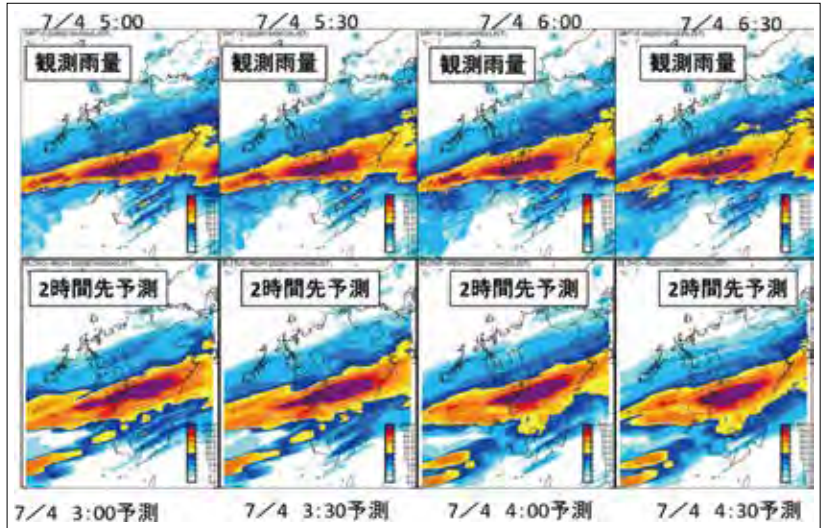 7/4 5:00
7/4 5:30
7/4 6:00
7/4 6:30
観測雨量
観測雨量
観測雨量
観測雨量
2時間先予測
2時間先予測
2時間先予測
2時間先予測
7/4 3:00予測
7/4 3:30予測
7/4 4:00予測
7/4 4:30予測